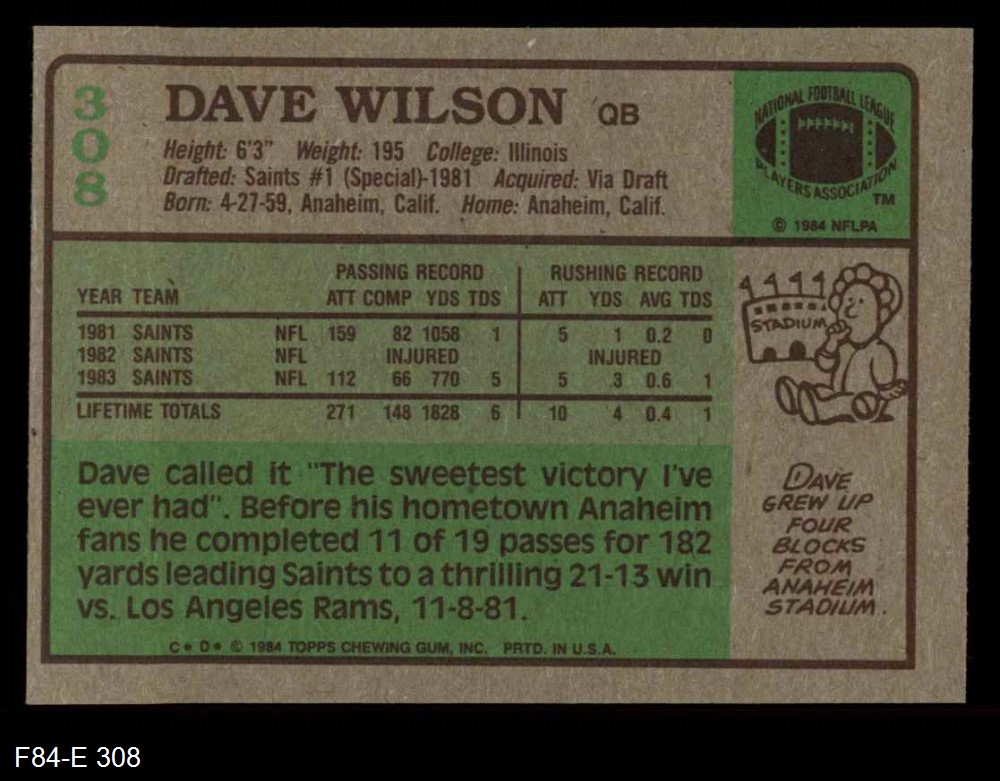 308
DAVE WILSON QB
Height: 6'3" Weight: 195 College: Illinois
Drafted: Saints #1 (Special)-1981 Acquired: Via Draft
Born: 4-27-59, Anaheim, Calif. Home: Anaheim, Calif.
NATIONAL FOOTBALL LEAGUE
PLAYERS ASSOCIATION
TM
© 1984 NFLPA
PASSING RECORD RUSHING RECORD
YEAR TEAM ATT COMP YDS TDS ATT YDS AVG TDS
1981 SAINTS NFL 159 82 1058 1 5 1 0.2 0
1982 SAINTS NFL INJURED INJURED
1983 SAINTS NFL 112 66 770 5 5 3 0.6 1
LIFETIME TOTALS 271 148 1828 6 10 4 0.4 1
STADIUM
DAVE
GREW UP
FOUR
BLOCKS
FROM
ANAHEIM
STADIUM.
Dave called it "The sweetest victory I've
ever had". Before his hometown Anaheim
fans he completed 11 of 19 passes for 182
yards leading Saints to a thrilling 21-13 win
vs. Los Angeles Rams, 11-8-81.
C* D* © 1984 TOPPS CHEWING GUM, INC. PRTD. IN U.S.A.
F84-E 308